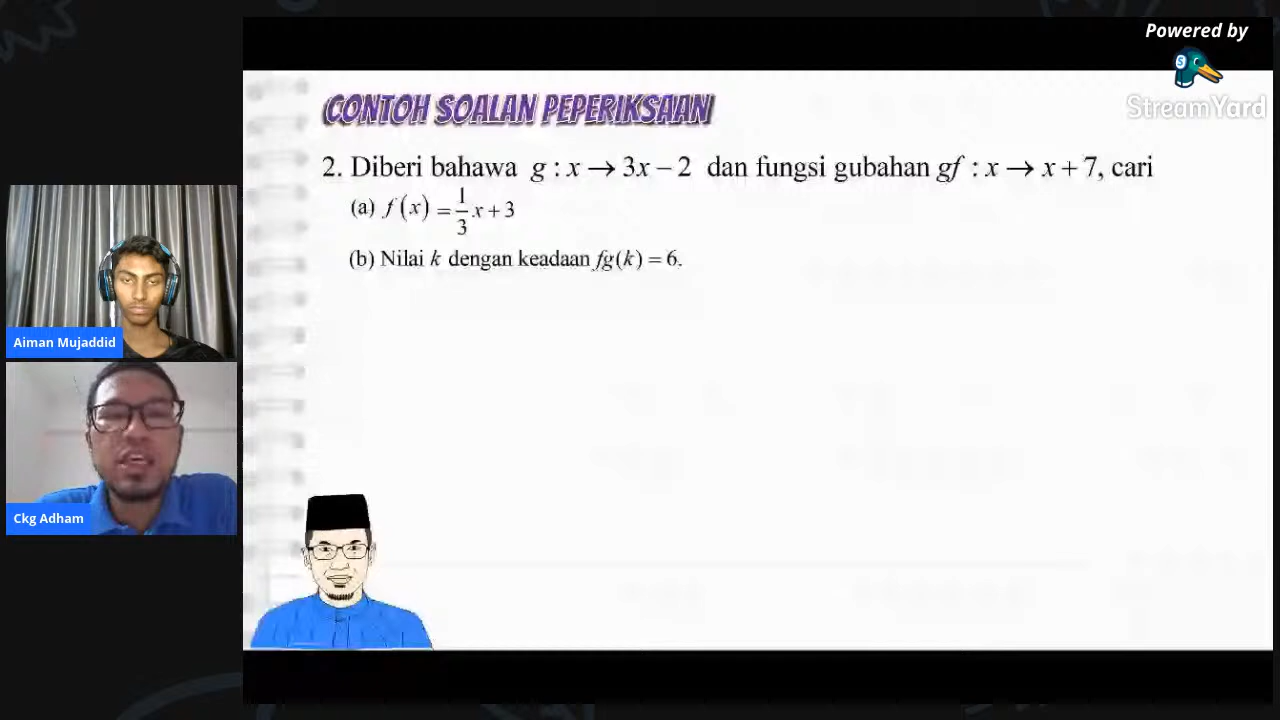 Powered by
StreamYard
CONTOH SOALAN PEPERIKSAAN
2. Diberi bahawa g : x → 3x − 2 dan fungsi gubahan gf : x → x + 7, cari
(a) f(x) = 1/3 x + 3
(b) Nilai k dengan keadaan fg(k) = 6.
Aiman Mujaddid
Ckg Adham